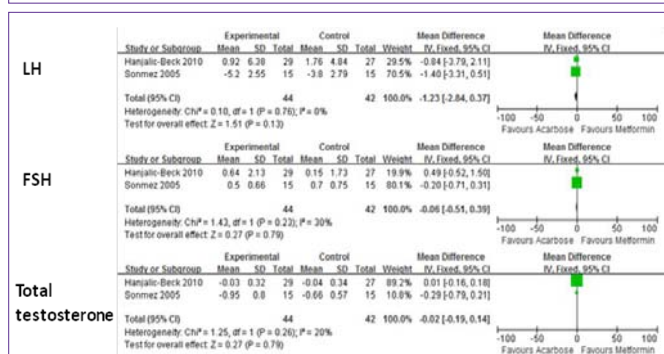 LH
Experimental Control Mean Difference Mean Difference
Study or Subgroup Mean SD Total Mean SD Total Weight IV, Fixed, 95% CI IV, Fixed, 95% CI
Hanjalic-Beck 2010 0.92 6.38 29 1.76 4.84 27 29.5% -0.84 [-3.79, 2.11]
Sonmez 2005 -5.2 2.55 15 -3.8 2.79 15 70.5% -1.40 [-3.31, 0.51]
Total (95% CI) 44 42 100.0% -1.23 [-2.84, 0.37]
Heterogeneity: Chi² = 0.10, df = 1 (P = 0.76); I² = 0%
Test for overall effect: Z = 1.51 (P = 0.13)
-100 -50 0 50 100
Favours Acarbose Favours Metformin
FSH
Experimental Control Mean Difference Mean Difference
Study or Subgroup Mean SD Total Mean SD Total Weight IV, Fixed, 95% CI IV, Fixed, 95% CI
Hanjalic-Beck 2010 0.64 2.13 29 0.15 1.73 27 19.9% 0.49 [-0.52, 1.50]
Sonmez 2005 0.5 0.66 15 0.7 0.75 15 80.1% -0.20 [-0.71, 0.31]
Total (95% CI) 44 42 100.0% -0.06 [-0.51, 0.39]
Heterogeneity: Chi² = 1.43, df = 1 (P = 0.23); I² = 30%
Test for overall effect: Z = 0.27 (P = 0.79)
-100 -50 0 50 100
Favours Acarbose Favours Metformin
Total testosterone
Experimental Control Mean Difference Mean Difference
Study or Subgroup Mean SD Total Mean SD Total Weight IV, Fixed, 95% CI IV, Fixed, 95% CI
Hanjalic-Beck 2010 -0.03 0.32 29 -0.04 0.34 27 89.2% 0.01 [-0.16, 0.18]
Sonmez 2005 -0.95 0.8 15 -0.66 0.57 15 10.8% -0.29 [-0.79, 0.21]
Total (95% CI) 44 42 100.0% -0.02 [-0.19, 0.14]
Heterogeneity: Chi² = 1.25, df = 1 (P = 0.26); I² = 20%
Test for overall effect: Z = 0.27 (P = 0.79)
-100 -50 0 50 100
Favours Acarbose Favours Metformin